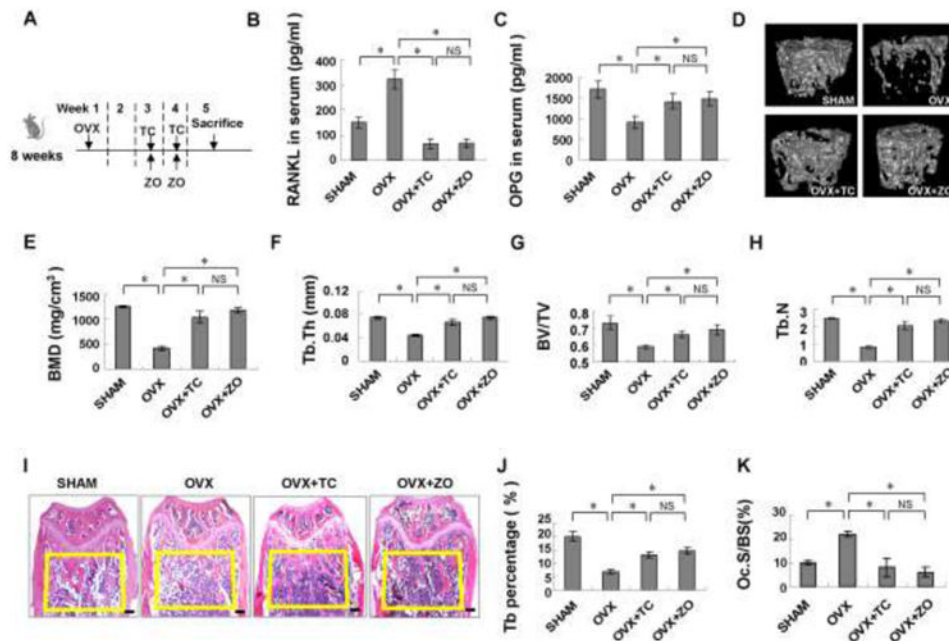 A
Week 1 2 3 4 5
OVX TC TC Sacrifice
8 weeks
ZO ZO
B
RANKL in serum (pg/ml)
400
300
200
100
0
* * * NS
SHAM OVX OVX+TC OVX+ZO
C
OPG in serum (pg/ml)
2000
1500
1000
500
0
* * * NS
SHAM OVX OVX+TC OVX+ZO
D
SHAM OVX
OVX+TC OVX+ZO
E
BMD (mg/cm³)
1500
1000
500
0
* * * NS
SHAM OVX OVX+TC OVX+ZO
F
Tb.Th (mm)
0.12
0.08
0.04
0
* * * NS
SHAM OVX OVX+TC OVX+ZO
G
BV/TV
0.8
0.7
0.6
0.5
* * * NS
SHAM OVX OVX+TC OVX+ZO
H
Tb.N
3
2
1
0
* * * NS
SHAM OVX OVX+TC OVX+ZO
I
SHAM OVX OVX+TC OVX+ZO
J
Tb percentage (%)
25
20
15
10
5
0
* * * NS
SHAM OVX OVX+TC OVX+ZO
K
Oc.S/BS(%)
30
20
10
0
* * * NS
SHAM OVX OVX+TC OVX+ZO